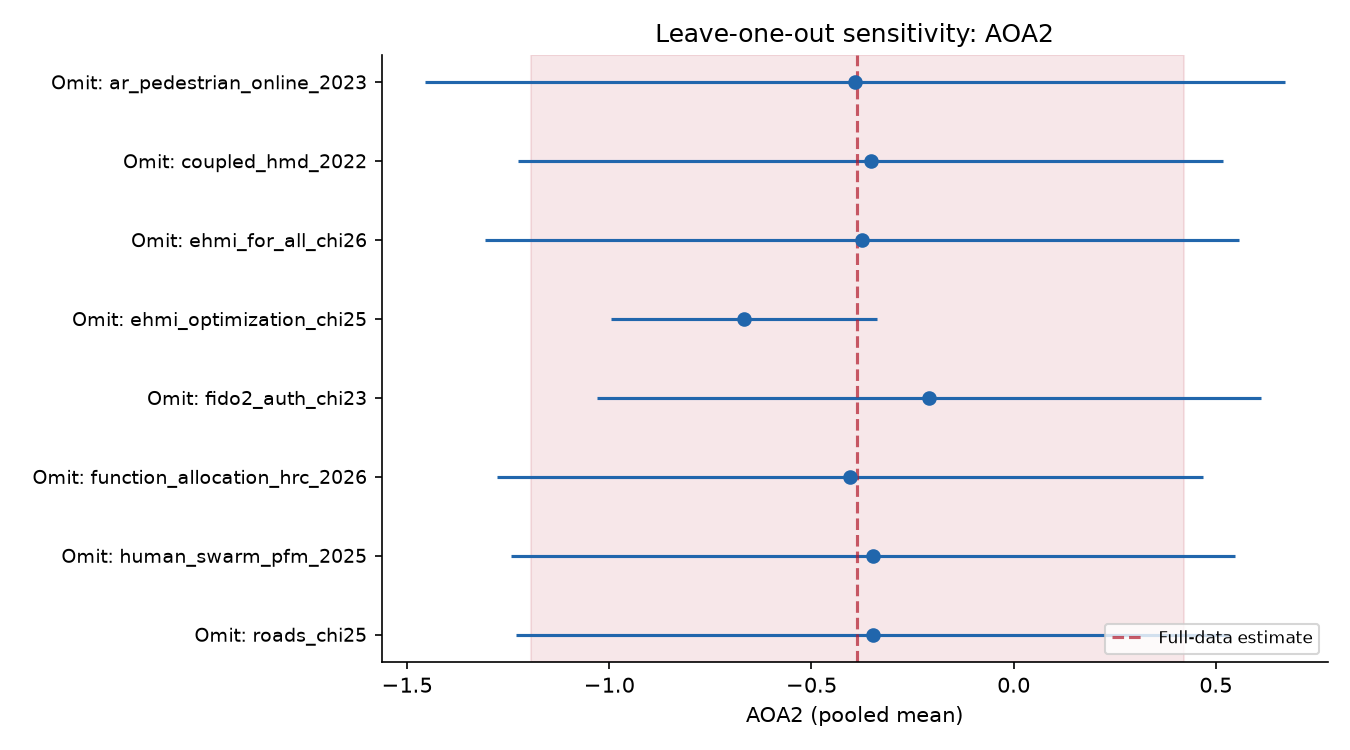 Leave-one-out sensitivity: AOA2
Omit: ar_pedestrian_online_2023
Omit: coupled_hmd_2022
Omit: ehmi_for_all_chi26
Omit: ehmi_optimization_chi25
Omit: fido2_auth_chi23
Omit: function_allocation_hrc_2026
Omit: human_swarm_pfm_2025
Omit: roads_chi25
Full-data estimate
−1.5 −1.0 −0.5 0.0 0.5
AOA2 (pooled mean)